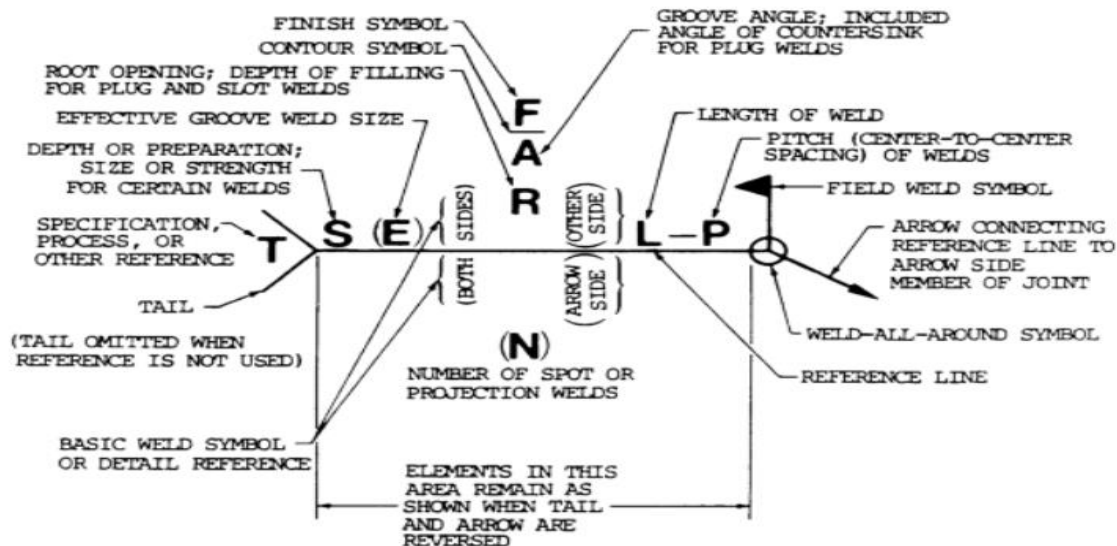 FINISH SYMBOL
CONTOUR SYMBOL
ROOT OPENING; DEPTH OF FILLING
FOR PLUG AND SLOT WELDS
EFFECTIVE GROOVE WELD SIZE
DEPTH OR PREPARATION;
SIZE OR STRENGTH
FOR CERTAIN WELDS
SPECIFICATION,
PROCESS, OR
OTHER REFERENCE
TAIL
(TAIL OMITTED WHEN
REFERENCE IS NOT USED)
BASIC WELD SYMBOL
OR DETAIL REFERENCE
T
S (E)
F
A
R
(BOTH SIDES)
(OTHER SIDE)
(ARROW SIDE)
L-P
(N)
NUMBER OF SPOT OR
PROJECTION WELDS
ELEMENTS IN THIS
AREA REMAIN AS
SHOWN WHEN TAIL
AND ARROW ARE
REVERSED
GROOVE ANGLE; INCLUDED
ANGLE OF COUNTERSINK
FOR PLUG WELDS
LENGTH OF WELD
PITCH (CENTER-TO-CENTER
SPACING) OF WELDS
FIELD WELD SYMBOL
ARROW CONNECTING
REFERENCE LINE TO
ARROW SIDE
MEMBER OF JOINT
WELD-ALL-AROUND SYMBOL
REFERENCE LINE